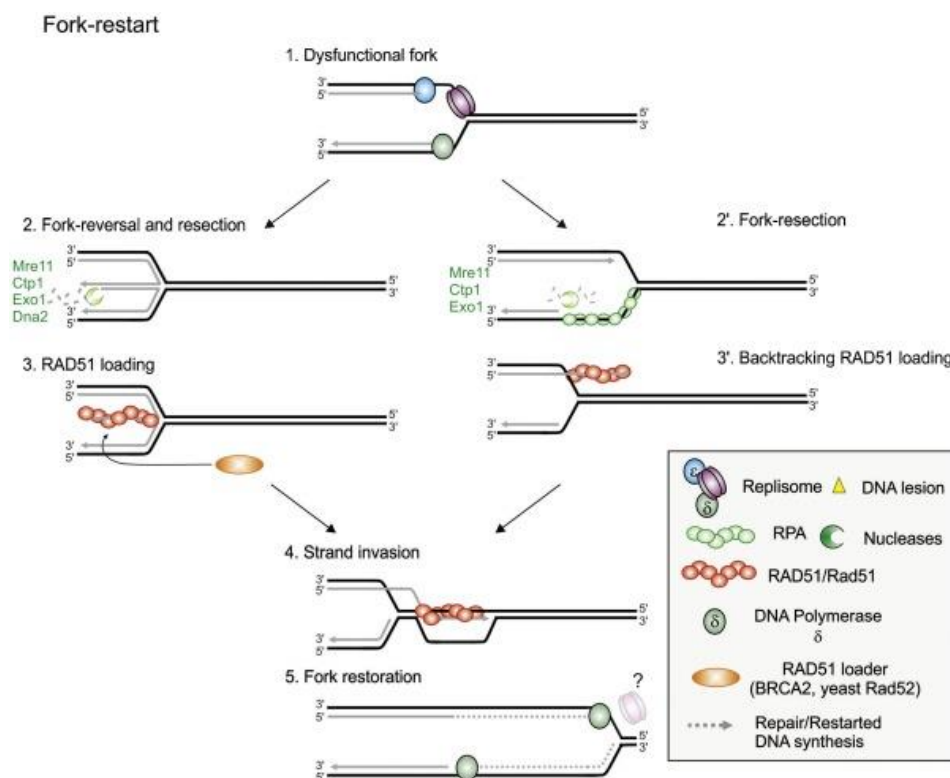 Fork-restart
1. Dysfunctional fork
3'
5'
5'
3'
3'
5'
2. Fork-reversal and resection
2'. Fork-resection
3'
5'
Mre11
Ctp1
Exo1
Dna2
3'
5'
5'
3'
3'
5'
Mre11
Ctp1
Exo1
3'
5'
5'
3'
3. RAD51 loading
3'. Backtracking RAD51 loading
3'
5'
3'
5'
5'
3'
3'
5'
3'
5'
5'
3'
4. Strand invasion
3'
5'
3'
5'
5'
3'
5. Fork restoration
?
3'
5'
3'
5'
5'
3'
ε
δ
Replisome
DNA lesion
RPA
Nucleases
RAD51/Rad51
δ
DNA Polymerase
δ
RAD51 loader
(BRCA2, yeast Rad52)
Repair/Restarted
DNA synthesis